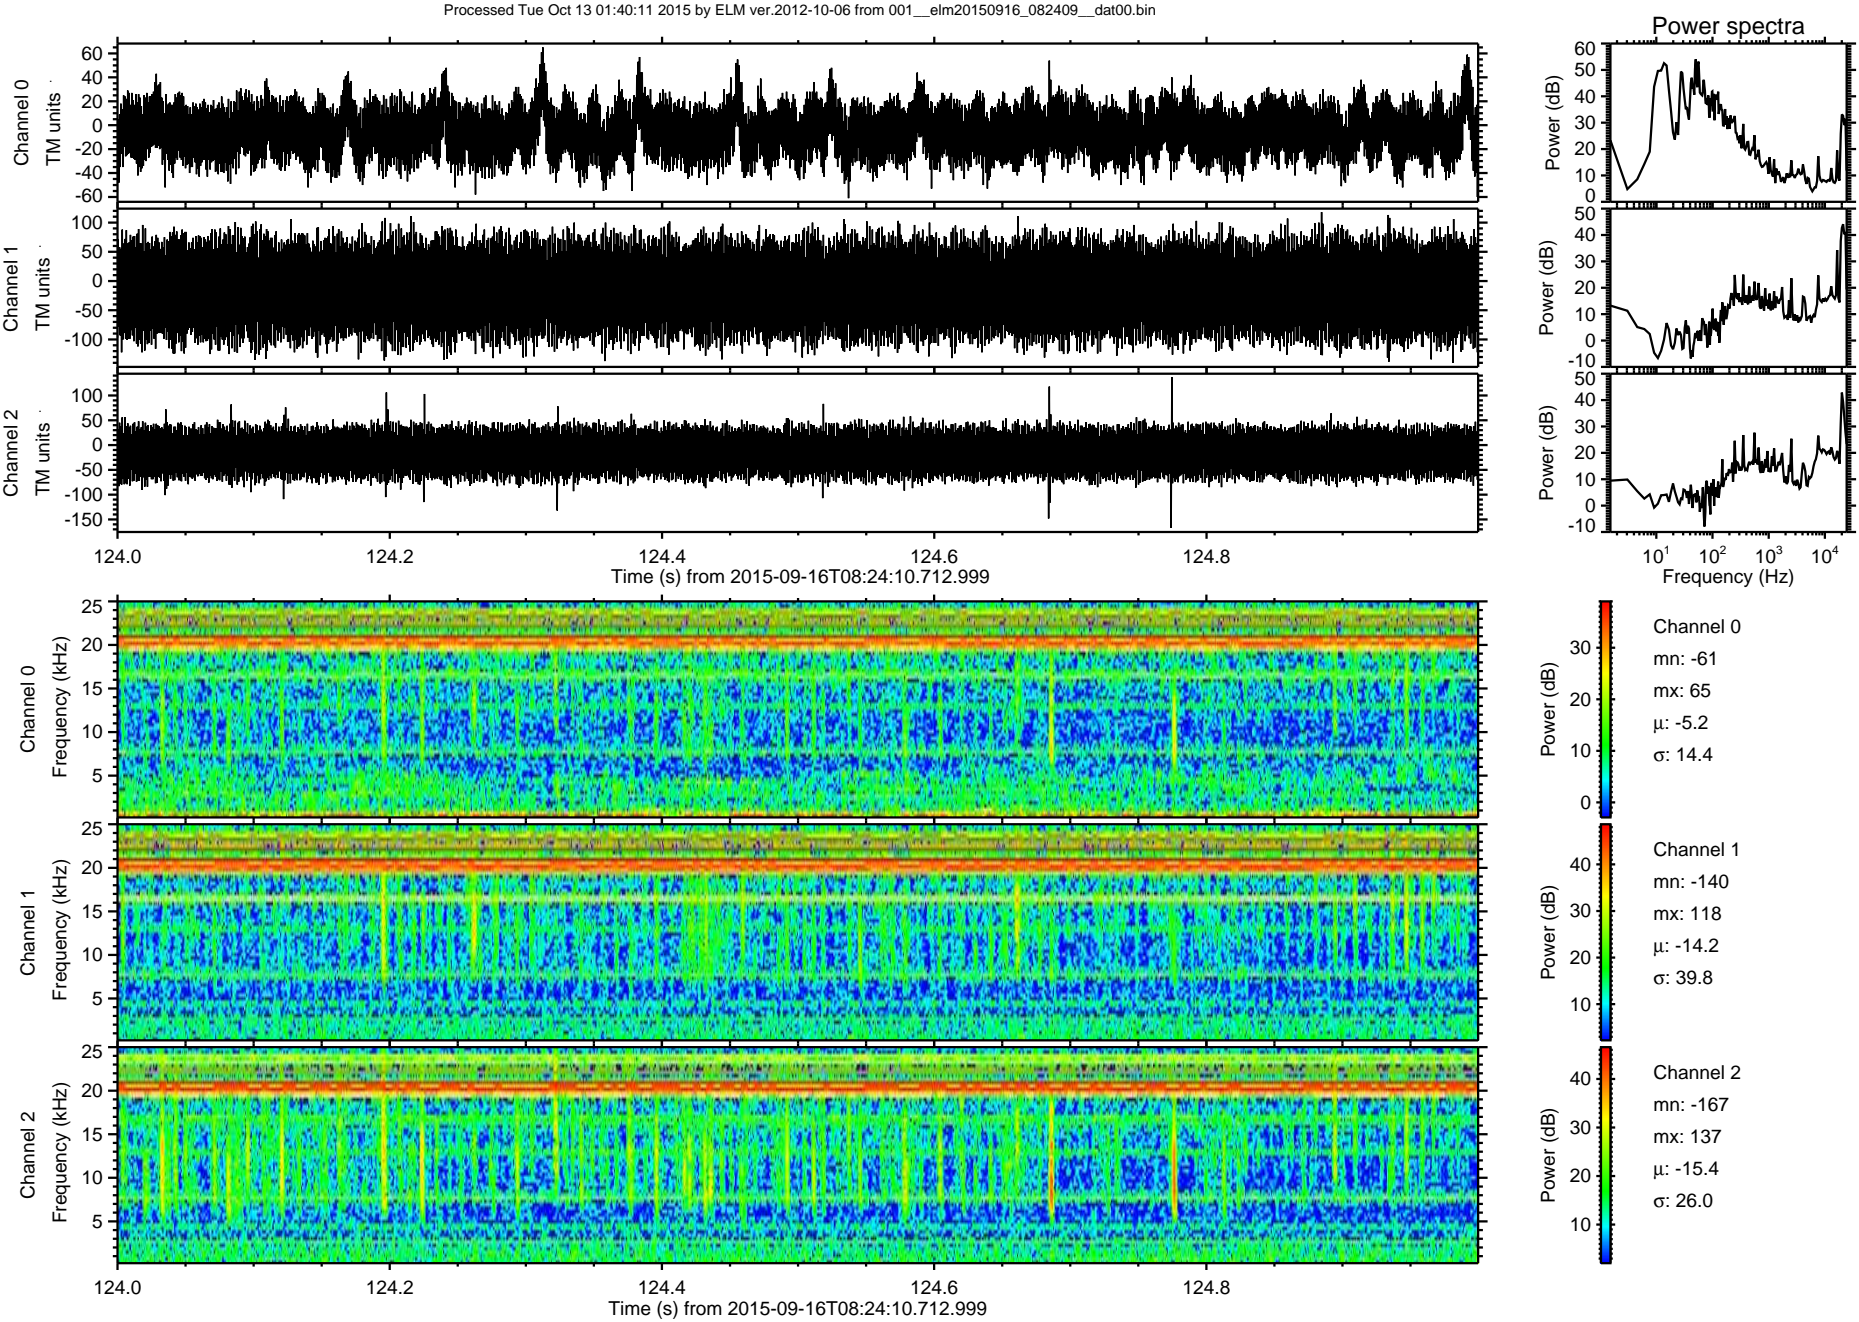 Processed Tue Oct 13 01:40:11 2015 by ELM ver.2012-10-06 from 001__elm20150916_082409__dat00.bin
Power spectra
Channel 0
TM units
60
40
20
0
-20
-40
-60
Power (dB)
60
50
40
30
20
10
0
Channel 1
TM units
100
50
0
-50
-100
Power (dB)
50
40
30
20
10
0
-10
Channel 2
TM units
100
50
0
-50
-100
-150
Power (dB)
50
40
30
20
10
0
-10
124.0 124.2 124.4 124.6 124.8
Time (s) from 2015-09-16T08:24:10.712.999
10¹ 10² 10³ 10⁴
Frequency (Hz)
Channel 0
Frequency (kHz)
25
20
15
10
5
Power (dB)
30
20
10
0
Channel 0
mn: -61
mx: 65
μ: -5.2
σ: 14.4
Channel 1
Frequency (kHz)
25
20
15
10
5
Power (dB)
40
30
20
10
Channel 1
mn: -140
mx: 118
μ: -14.2
σ: 39.8
Channel 2
Frequency (kHz)
25
20
15
10
5
Power (dB)
40
30
20
10
Channel 2
mn: -167
mx: 137
μ: -15.4
σ: 26.0
124.0 124.2 124.4 124.6 124.8
Time (s) from 2015-09-16T08:24:10.712.999